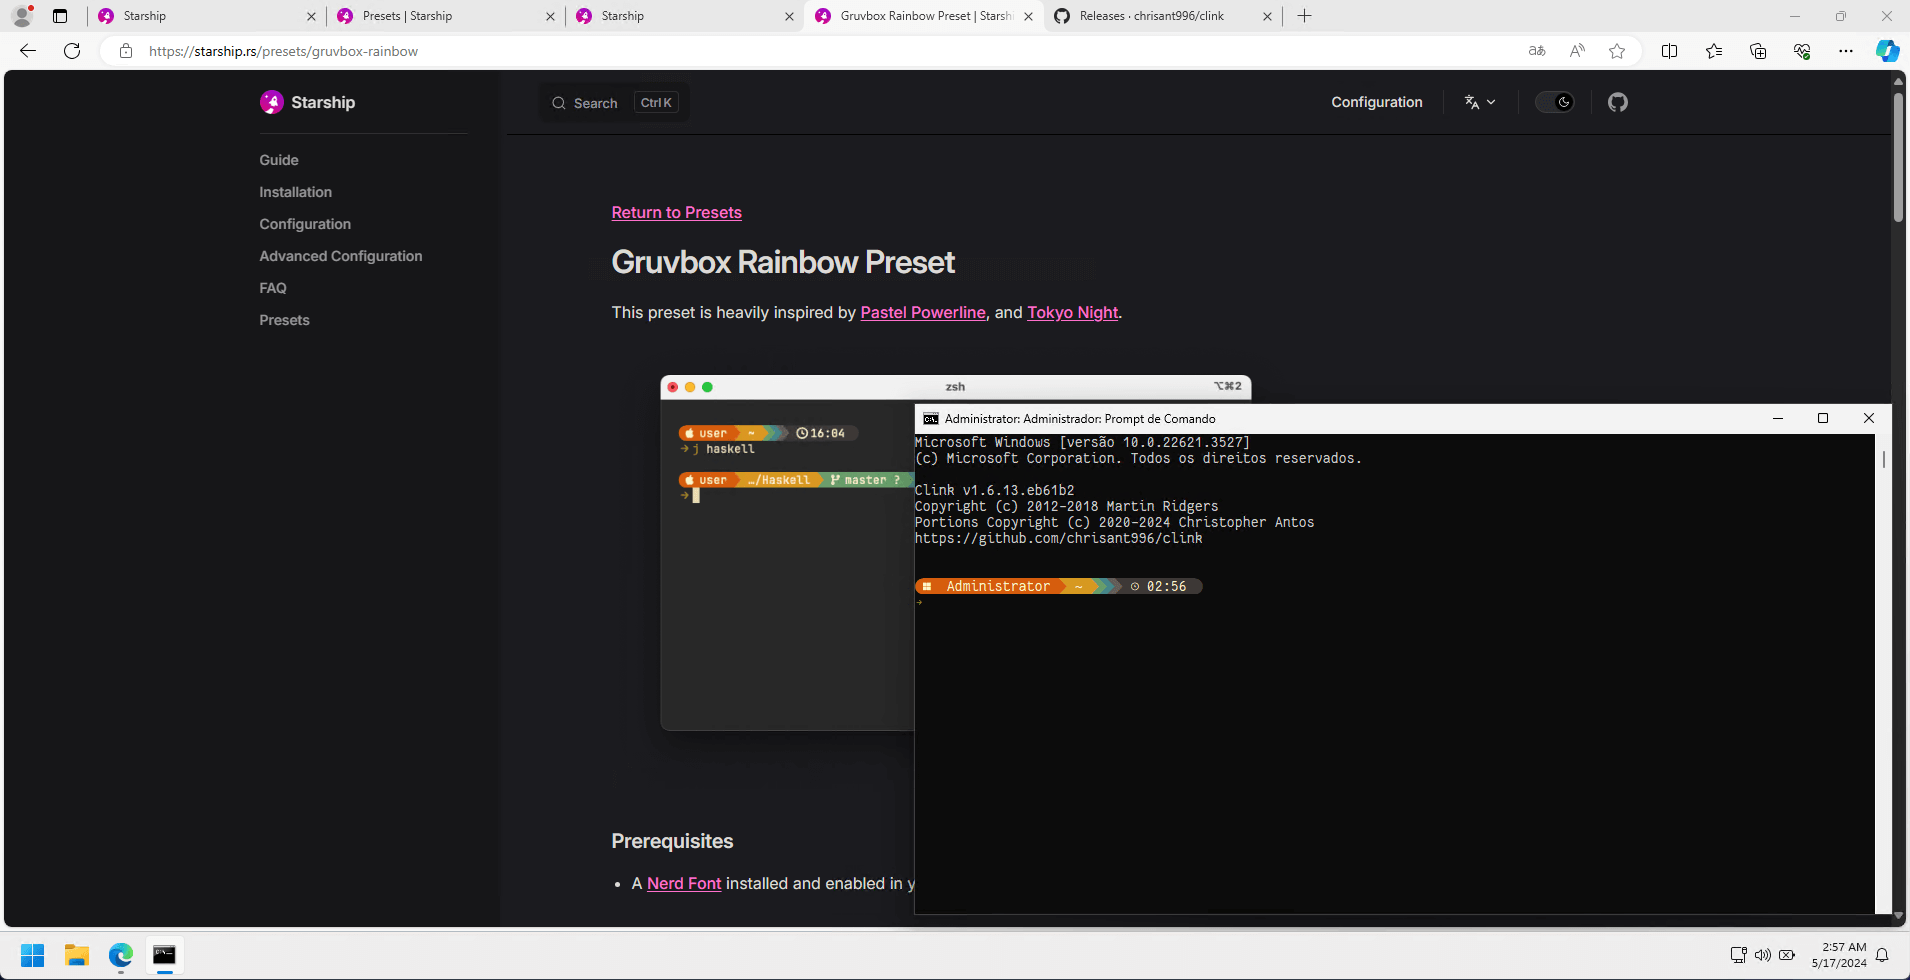 Starship
Presets | Starship
Starship
Gruvbox Rainbow Preset | Starshi
Releases · chrisant996/clink
https://starship.rs/presets/gruvbox-rainbow
aあ
Starship
Search
Ctrl K
Configuration
Guide
Installation
Configuration
Advanced Configuration
FAQ
Presets
Return to Presets
Gruvbox Rainbow Preset
This preset is heavily inspired by Pastel Powerline, and Tokyo Night.
zsh
⌥⌘2
user ~ 16:04
→ j haskell
user …/Haskell master ?
→
Prerequisites
• A Nerd Font installed and enabled in y
Administrator: Administrador: Prompt de Comando
Microsoft Windows [versão 10.0.22621.3527]
(c) Microsoft Corporation. Todos os direitos reservados.
Clink v1.6.13.eb61b2
Copyright (c) 2012-2018 Martin Ridgers
Portions Copyright (c) 2020-2024 Christopher Antos
https://github.com/chrisant996/clink
Administrator ~ 02:56
→
2:57 AM
5/17/2024